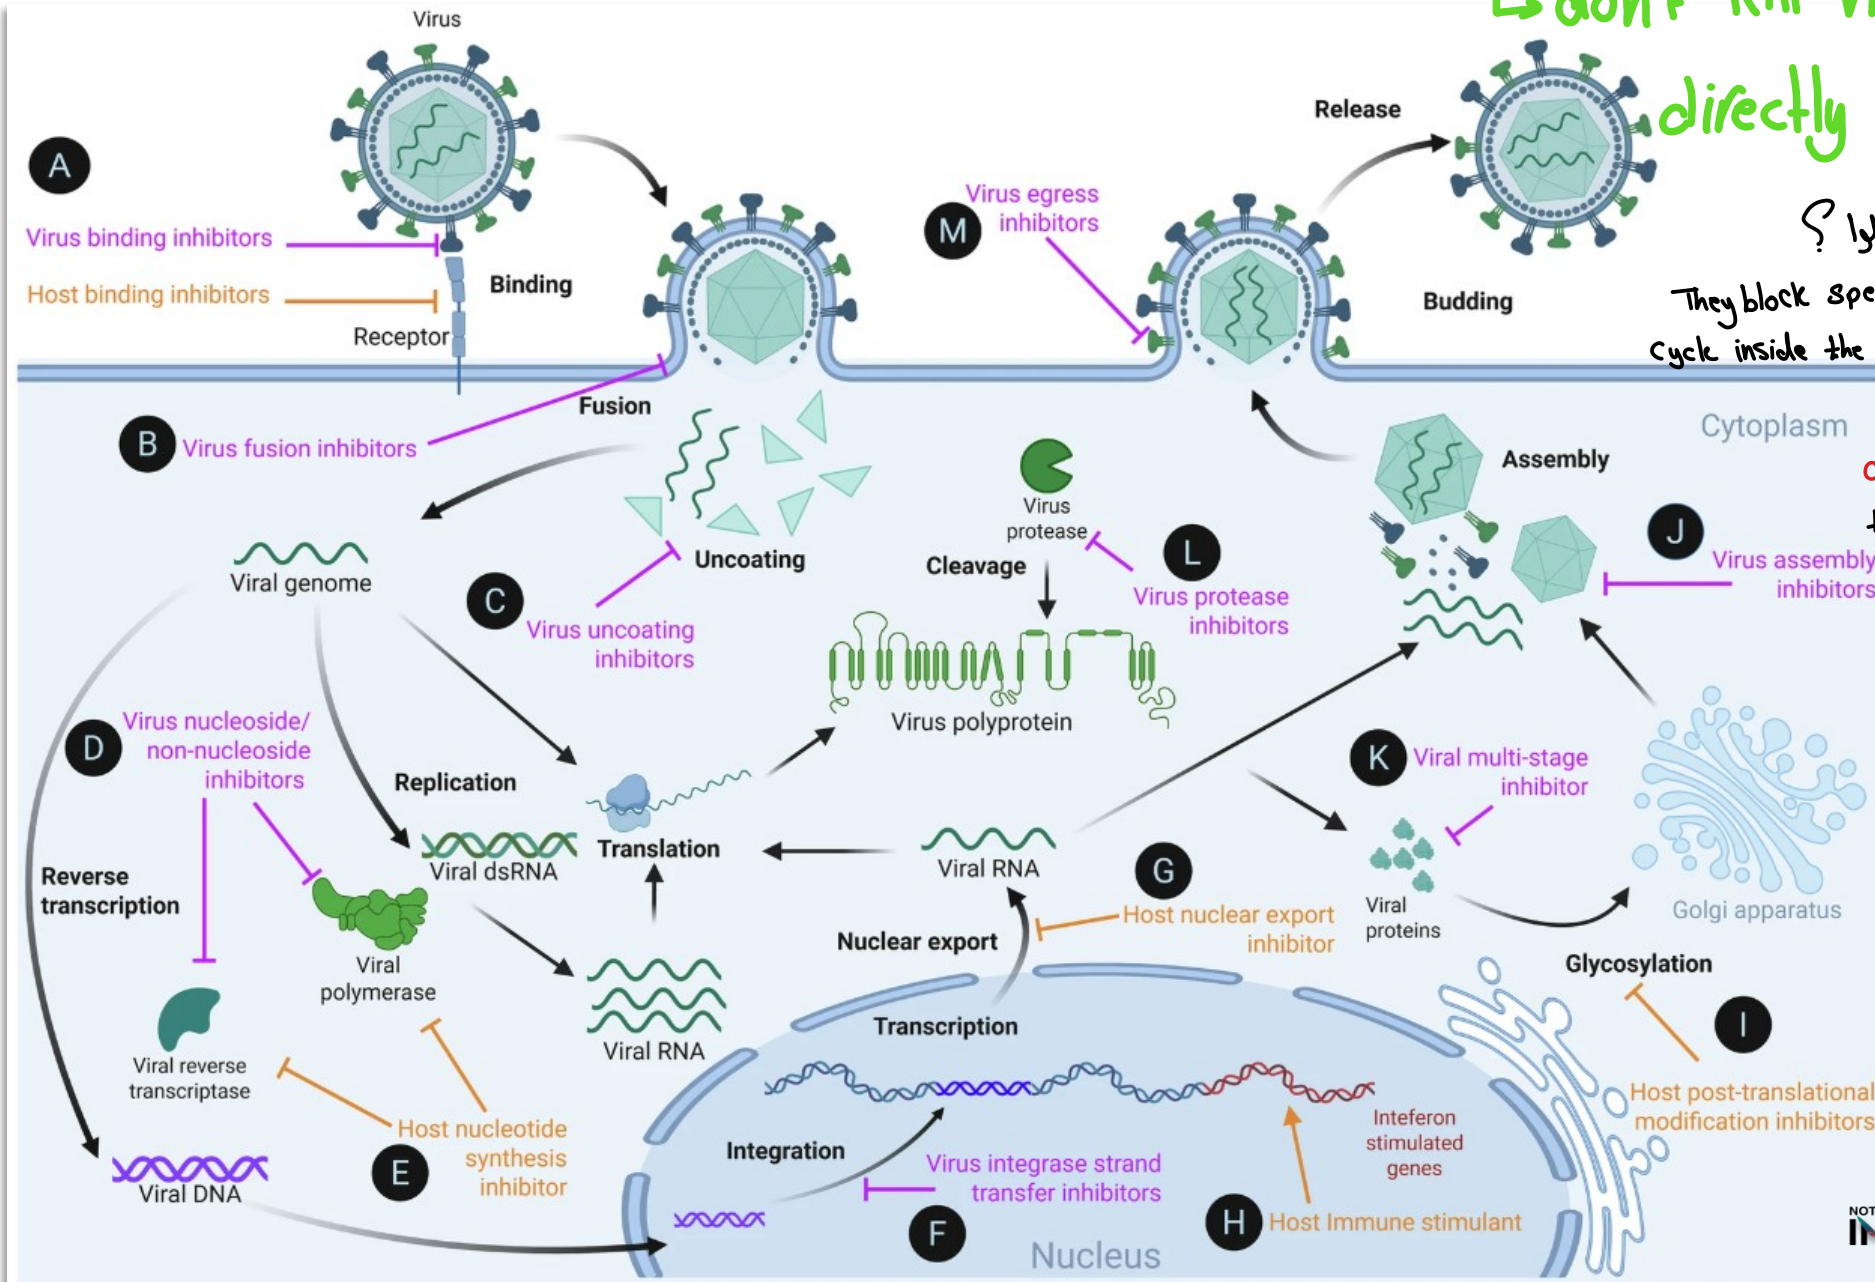 Virus
don't kill
directly
Release
A
Virus egress
inhibitors
M
Virus binding inhibitors
Host binding inhibitors
Binding
Receptor
Budding
They block
cycle inside the
Fusion
B
Virus fusion inhibitors
Cytoplasm
Assembly
Virus
protease
L
J
Virus assembly
inhibitors
Uncoating
Cleavage
Viral genome
C
Virus protease
inhibitors
Virus uncoating
inhibitors
Virus polyprotein
D
Virus nucleoside/
non-nucleoside
inhibitors
K
Viral multi-stage
inhibitor
Replication
Translation
Viral dsRNA
Viral RNA
G
Reverse
transcription
Viral
proteins
Golgi apparatus
Host nuclear export
inhibitor
Nuclear export
Viral
polymerase
Glycosylation
Transcription
I
Viral RNA
Viral reverse
transcriptase
Host post-translational
modification inhibitors
Host nucleotide
synthesis
inhibitor
E
Inteferon
stimulated
genes
Integration
Virus integrase strand
transfer inhibitors
Viral DNA
F
H
Host Immune stimulant
Nucleus
NOT